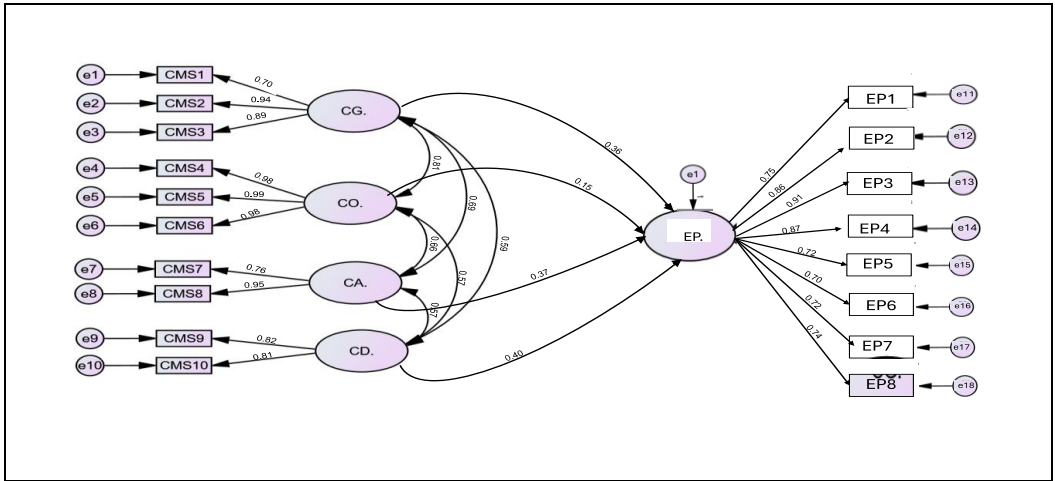 e1 CMS1 0.70
e2 CMS2 0.94
e3 CMS3 0.89
CG.
e4 CMS4 0.98
e5 CMS5 0.99
e6 CMS6 0.98
CO.
e7 CMS7 0.76
e8 CMS8 0.95
CA.
e9 CMS9 0.82
e10 CMS10 0.81
CD.
0.81
0.69
0.59
0.66
0.57
0.57
0.36
0.15
0.37
0.40
e1
EP.
0.75 EP1 e11
0.86 EP2 e12
0.91 EP3 e13
0.87 EP4 e14
0.72 EP5 e15
0.70 EP6 e16
0.72 EP7 e17
0.74 EP8 e18